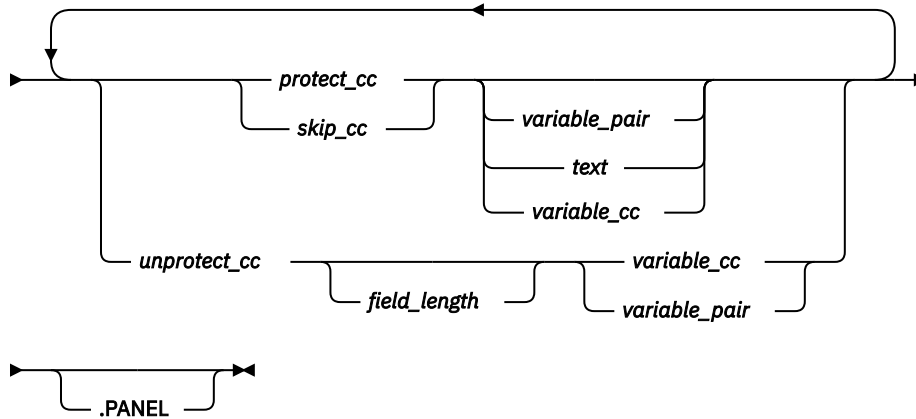 protect_cc
skip_cc
variable_pair
text
variable_cc
unprotect_cc
variable_cc
field_length
variable_pair
.PANEL